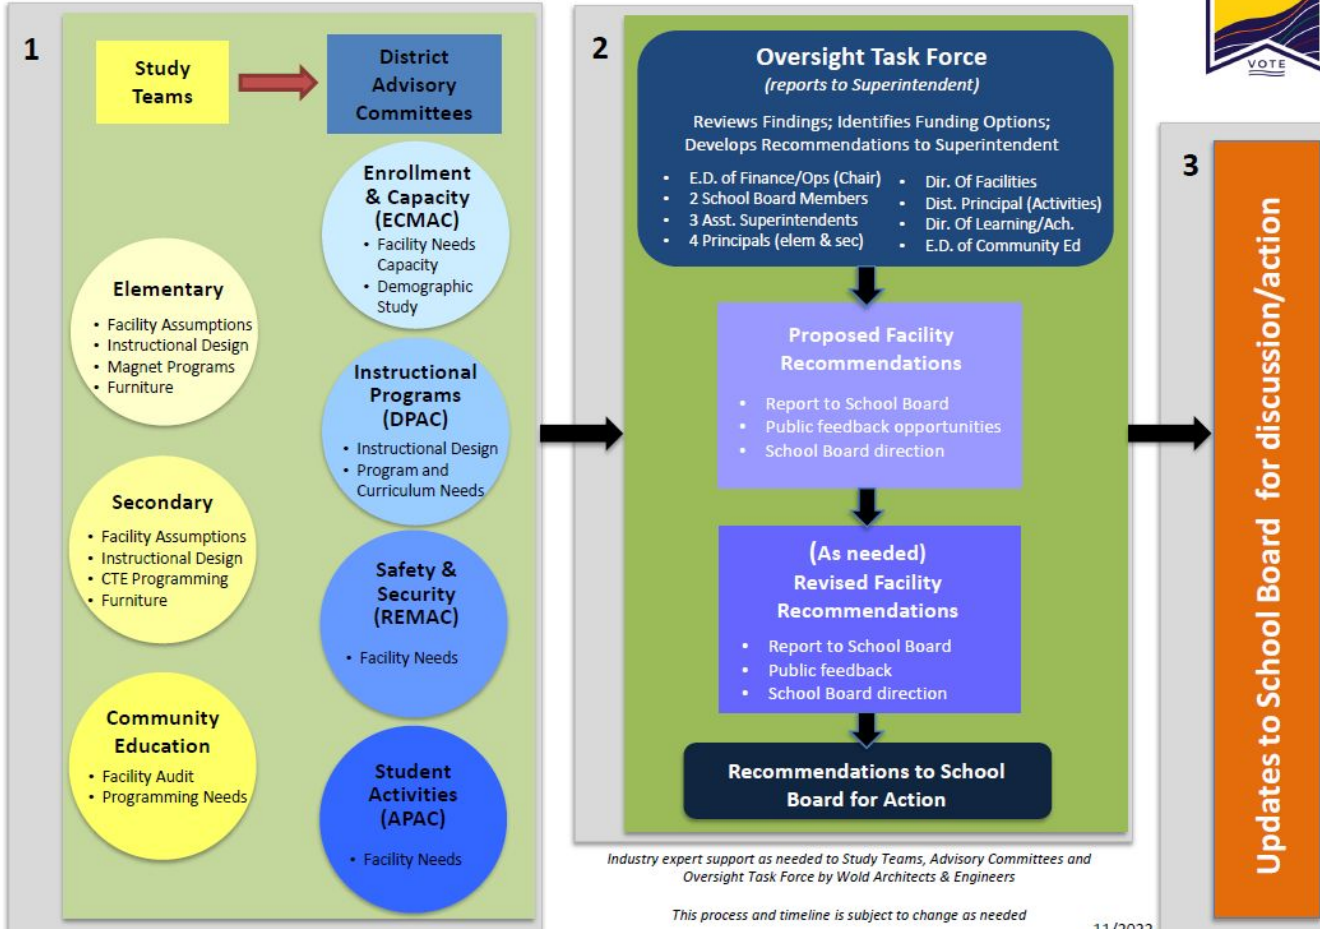 1
Study
Teams
District
Advisory
Committees
Elementary
• Facility Assumptions
• Instructional Design
• Magnet Programs
• Furniture
Secondary
• Facility Assumptions
• Instructional Design
• CTE Programming
• Furniture
Community
Education
• Facility Audit
• Programming Needs
Enrollment
& Capacity
(ECMAC)
• Facility Needs
Capacity
• Demographic
Study
Instructional
Programs
(DPAC)
• Instructional Design
• Program and
Curriculum Needs
Safety &
Security
(REMAC)
• Facility Needs
Student
Activities
(APAC)
• Facility Needs
2
Oversight Task Force
(reports to Superintendent)
Reviews Findings; Identifies Funding Options;
Develops Recommendations to Superintendent
• E.D. of Finance/Ops (Chair)
• 2 School Board Members
• 3 Asst. Superintendents
• 4 Principals (elem & sec)
• Dir. Of Facilities
• Dist. Principal (Activities)
• Dir. Of Learning/Ach.
• E.D. of Community Ed
Proposed Facility
Recommendations
• Report to School Board
• Public feedback opportunities
• School Board direction
(As needed)
Revised Facility
Recommendations
• Report to School Board
• Public feedback
• School Board direction
Recommendations to School
Board for Action
Industry expert support as needed to Study Teams, Advisory Committees and
Oversight Task Force by Wold Architects & Engineers
This process and timeline is subject to change as needed
VOTE
3
Updates to School Board for discussion/action